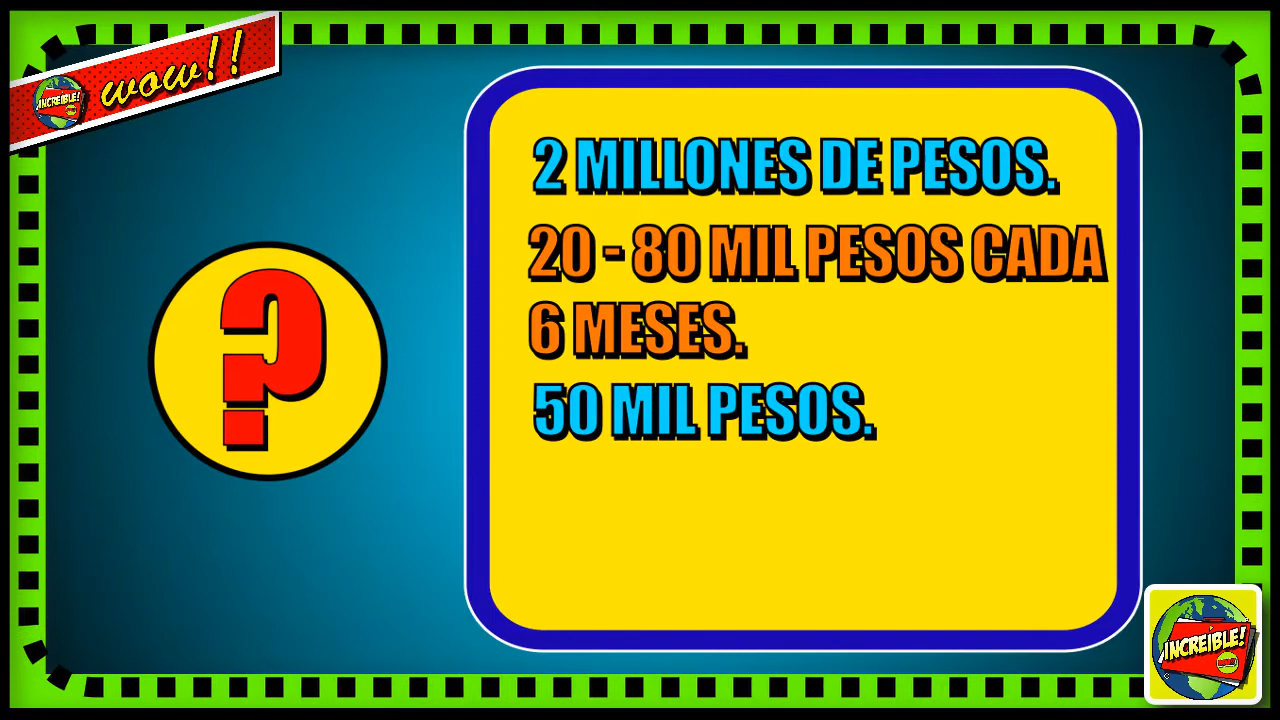 INCREIBLE! wow!!
2 MILLONES DE PESOS.
20 - 80 MIL PESOS CADA
6 MESES.
50 MIL PESOS.
?
INCREIBLE!